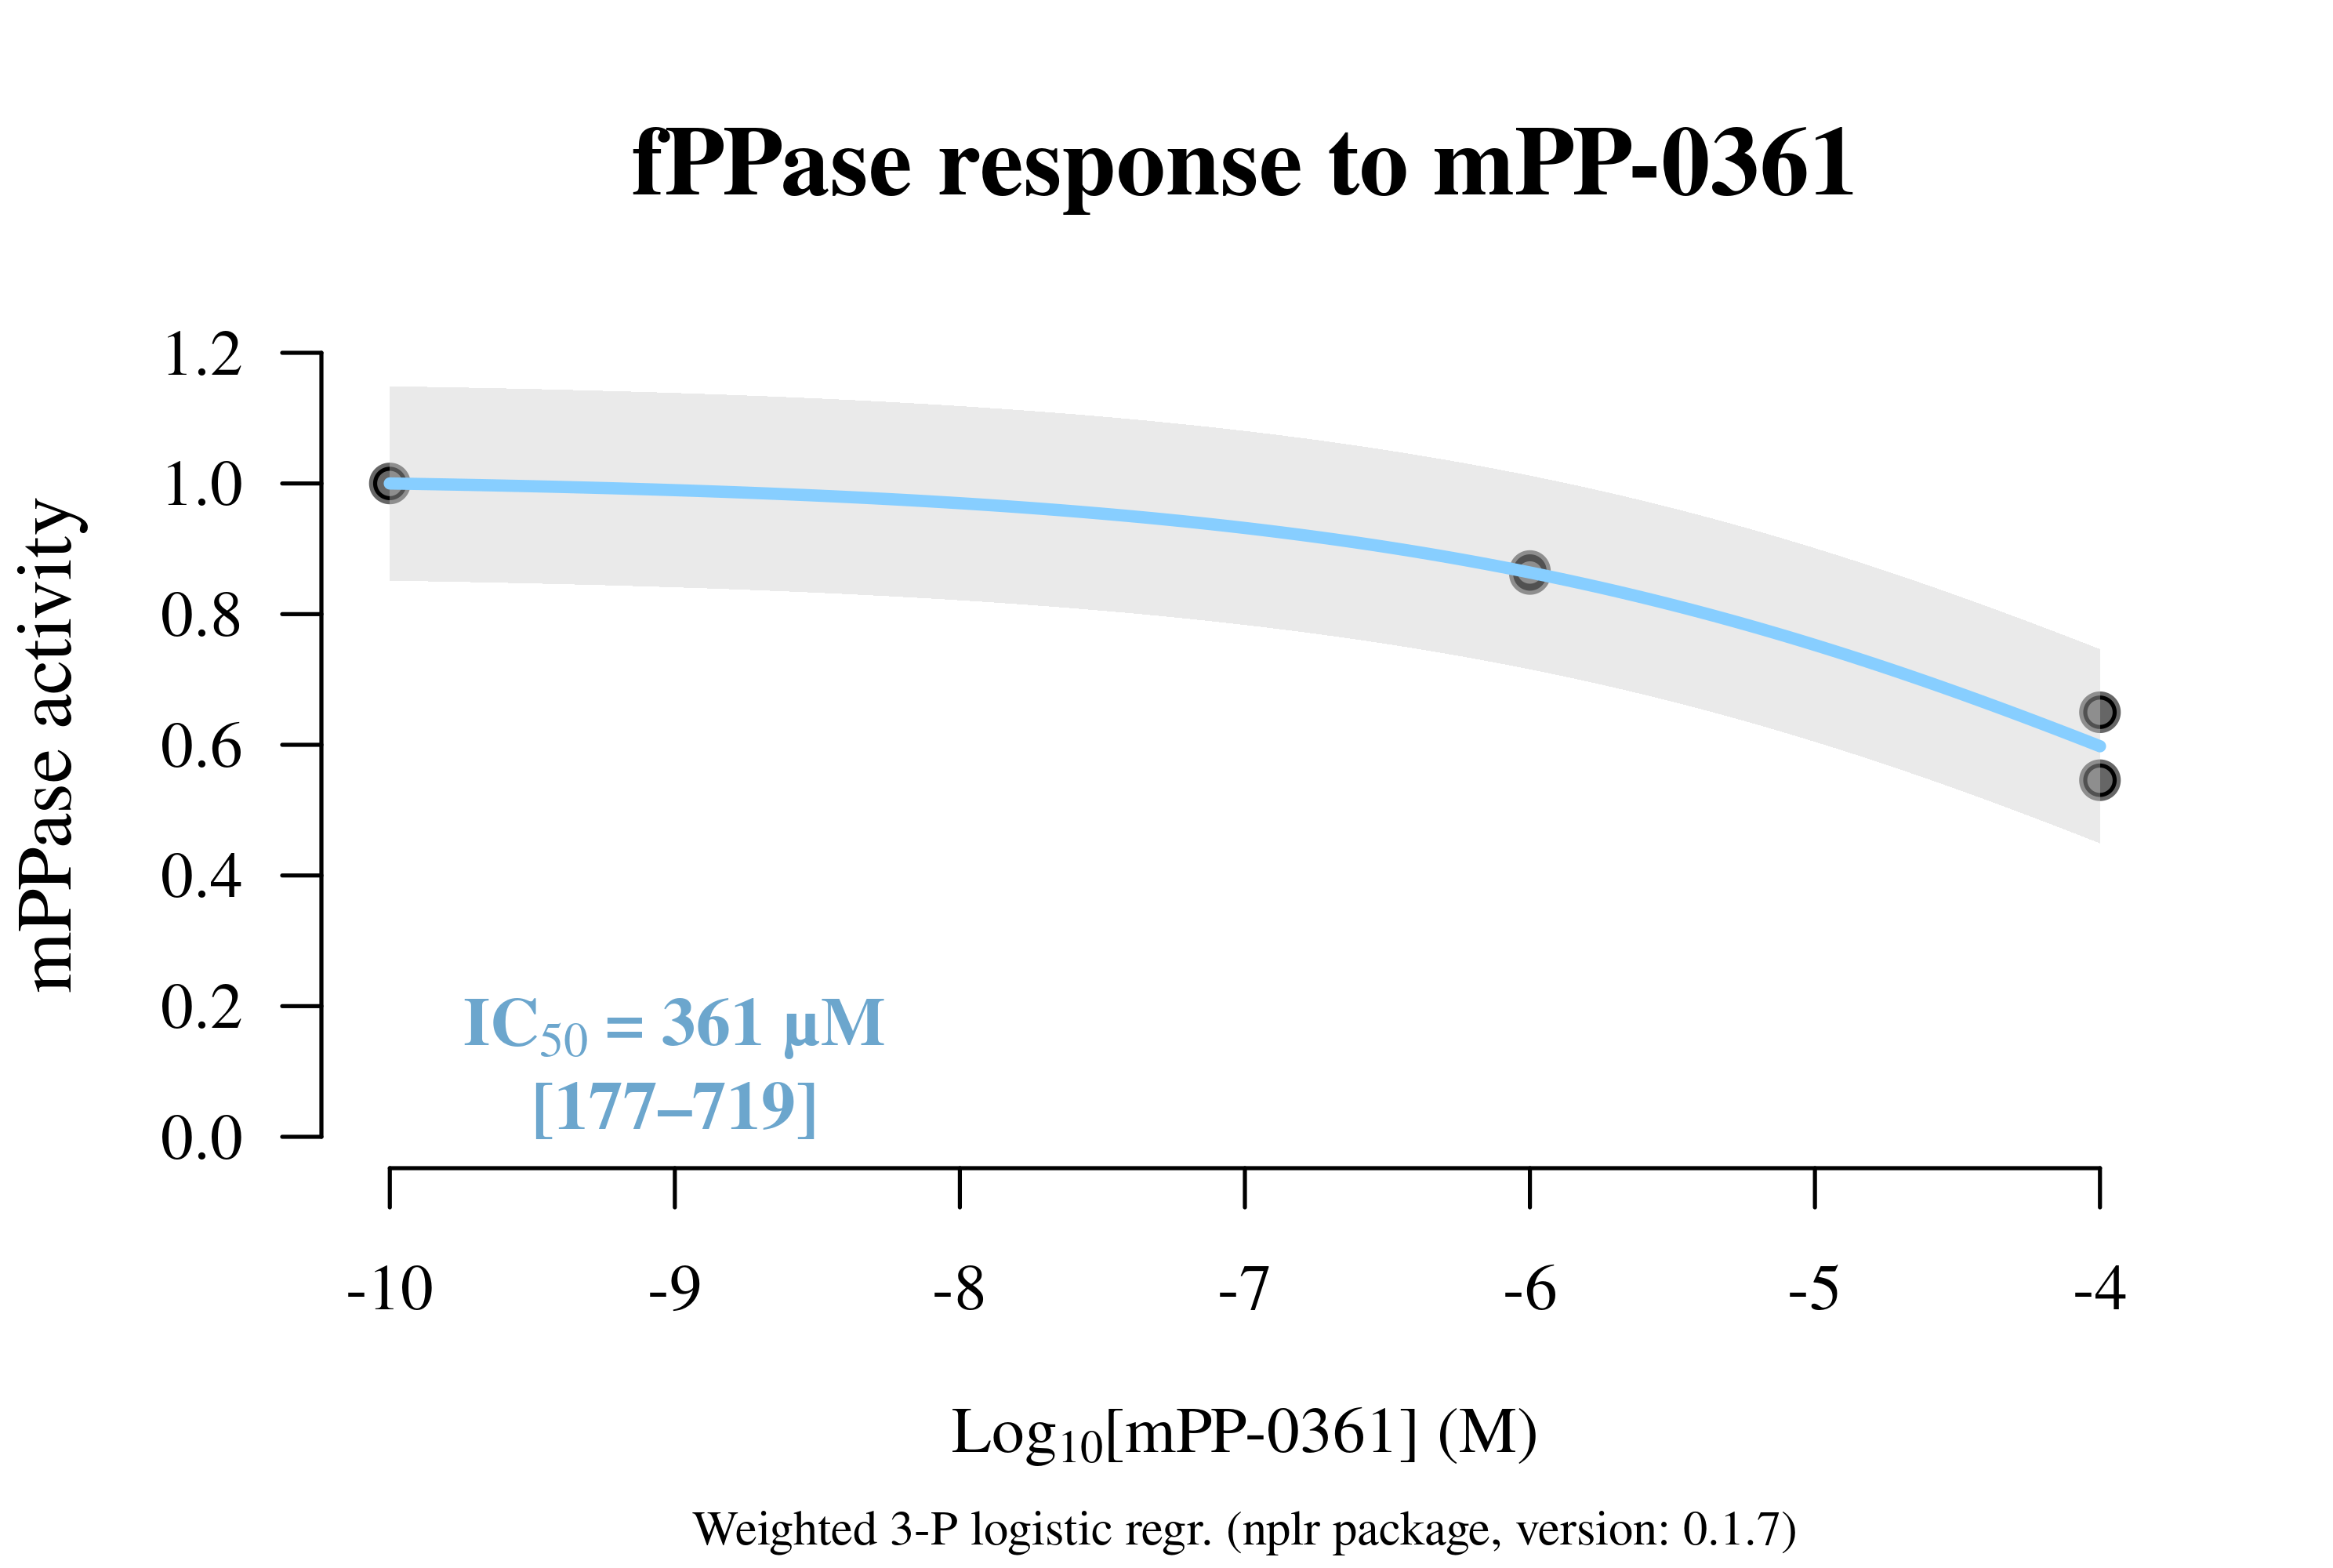 fPPase response to mPP-0361
mPPase activity
1.2
1.0
0.8
0.6
0.4
0.2
0.0
IC50 = 361 µM
[177–719]
-10 -9 -8 -7 -6 -5 -4
Log10[mPP-0361] (M)
Weighted 3-P logistic regr. (nplr package, version: 0.1.7)